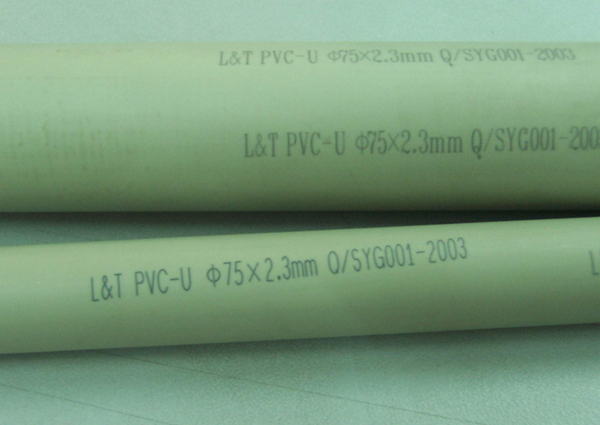 L&T PVC-U Φ75×2.3mm Q/SYG001-2003
L&T PVC-U Φ75×2.3mm Q/SYG001-200
L&T PVC-U Φ75×2.3mm Q/SYG001-2003
L